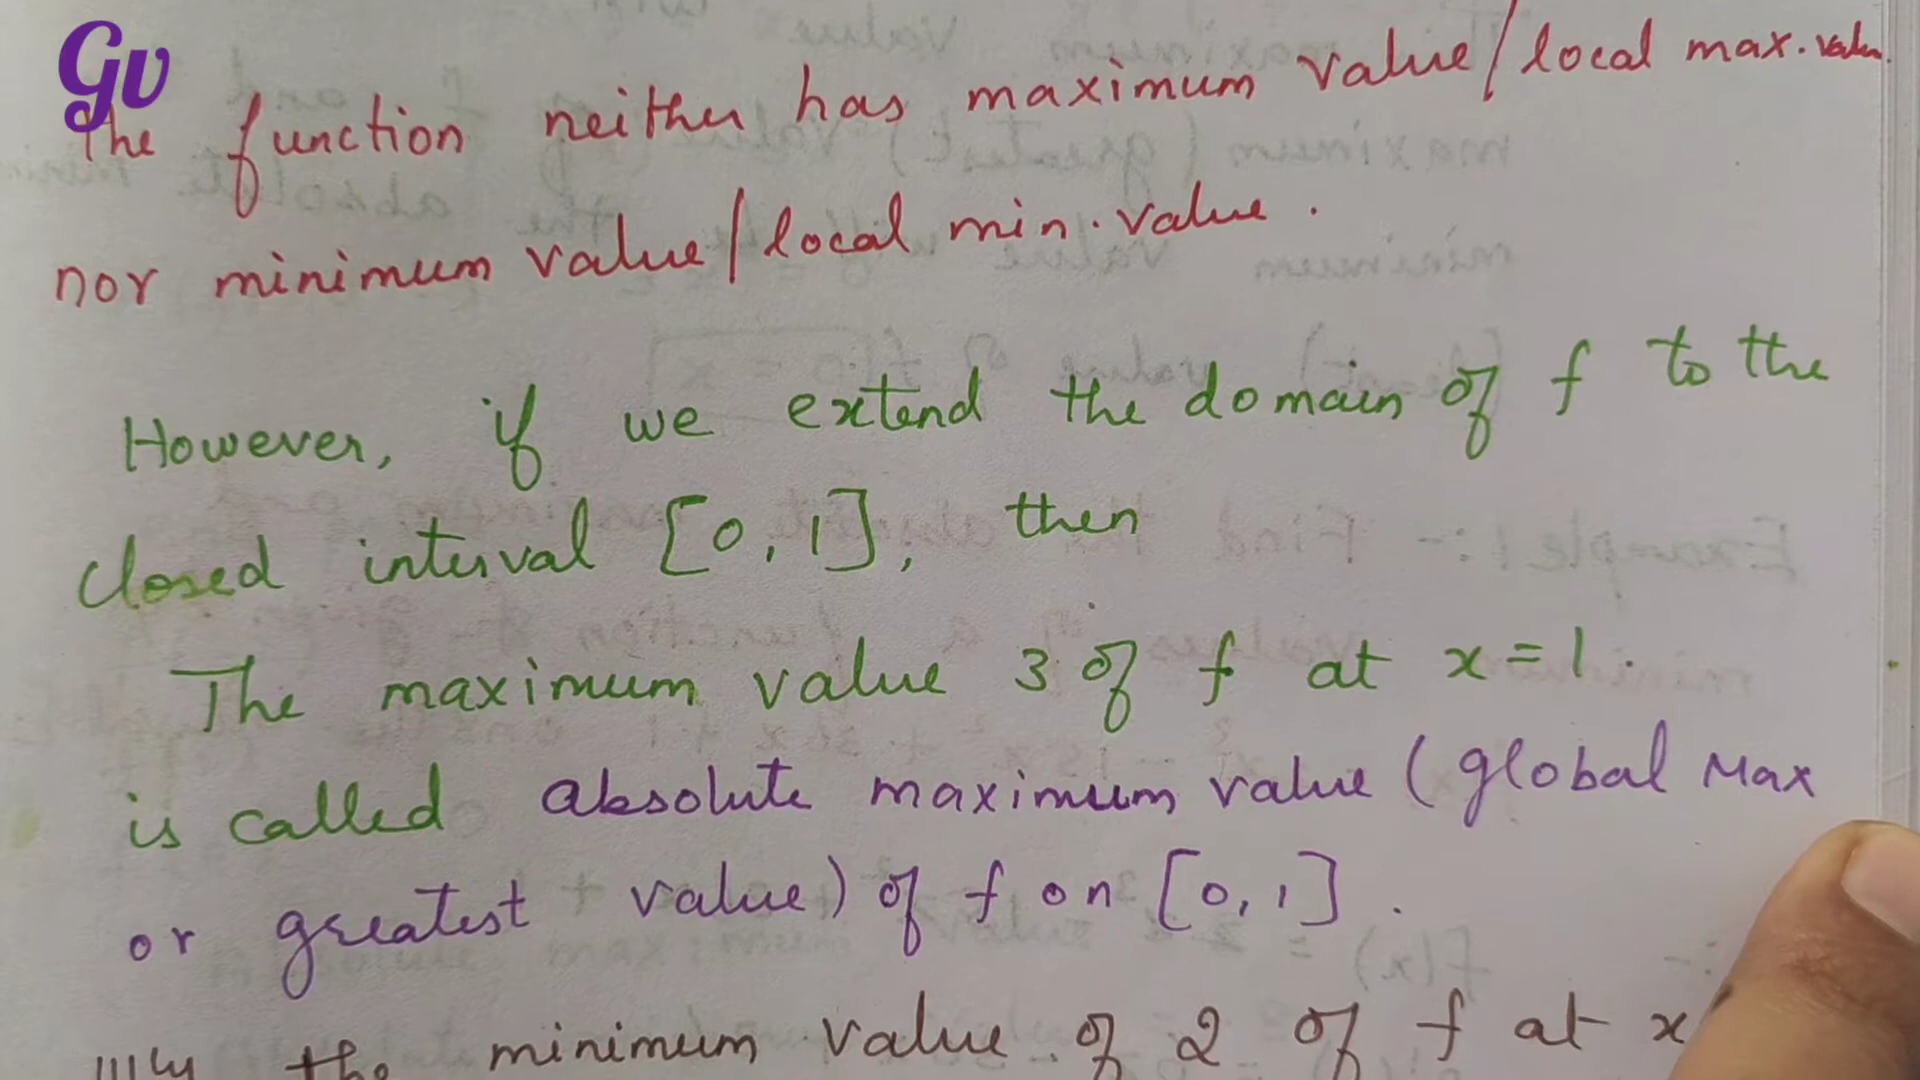 Gv
The function neither has maximum value/local max. value
nor minimum value/local min. value.
However, if we extend the domain of f to the
closed interval [0, 1], then
The maximum value 3 of f at x = 1.
is called absolute maximum value (global Max
or greatest value) of f on [0, 1].
lllly the minimum value of 2 of f at x